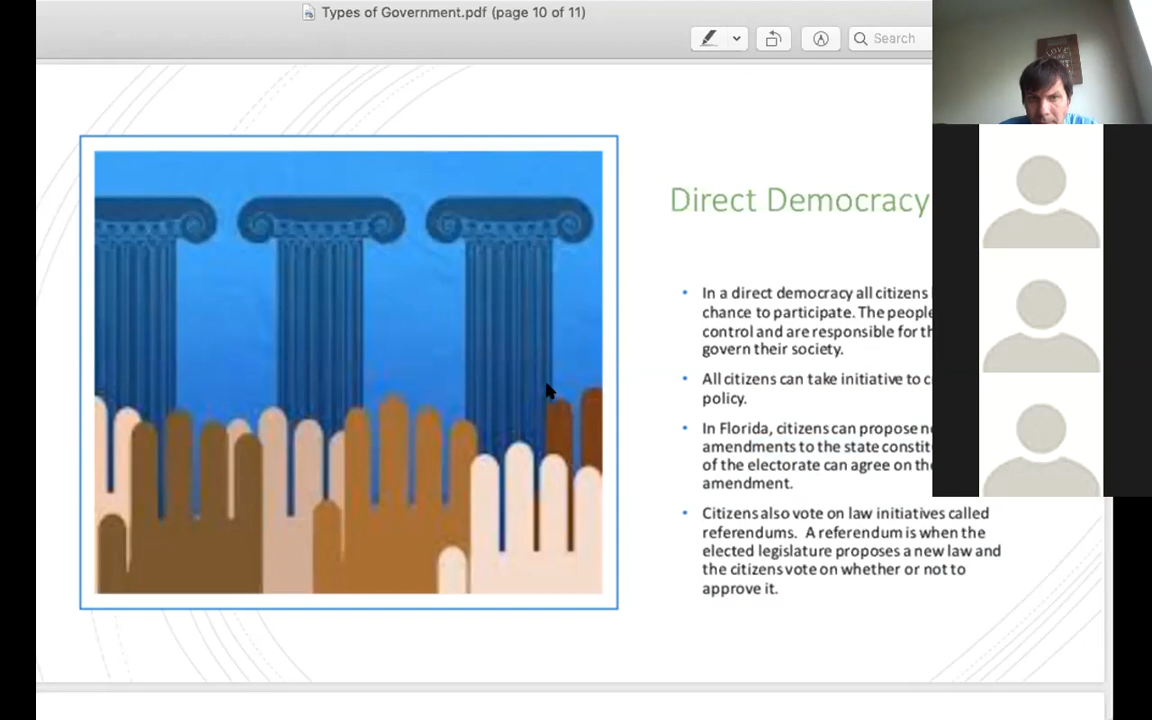 Types of Government.pdf (page 10 of 11)
Search
LOVE
Direct Democracy
• In a direct democracy all citizens
chance to participate. The people
control and are responsible for th
govern their society.
• All citizens can take initiative to c
policy.
• In Florida, citizens can propose ne
amendments to the state constit
of the electorate can agree on the
amendment.
• Citizens also vote on law initiatives called
referendums. A referendum is when the
elected legislature proposes a new law and
the citizens vote on whether or not to
approve it.